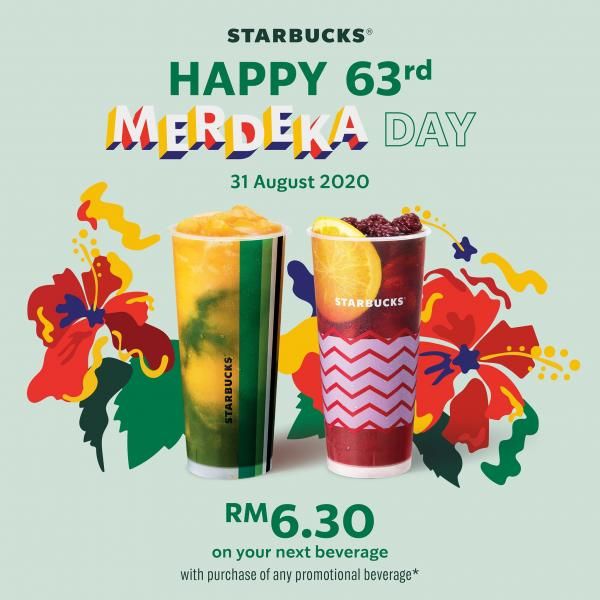 STARBUCKS®
HAPPY 63rd
MERDEKA DAY
31 August 2020
STARBUCKS
STARBUCKS
RM6.30
on your next beverage
with purchase of any promotional beverage*